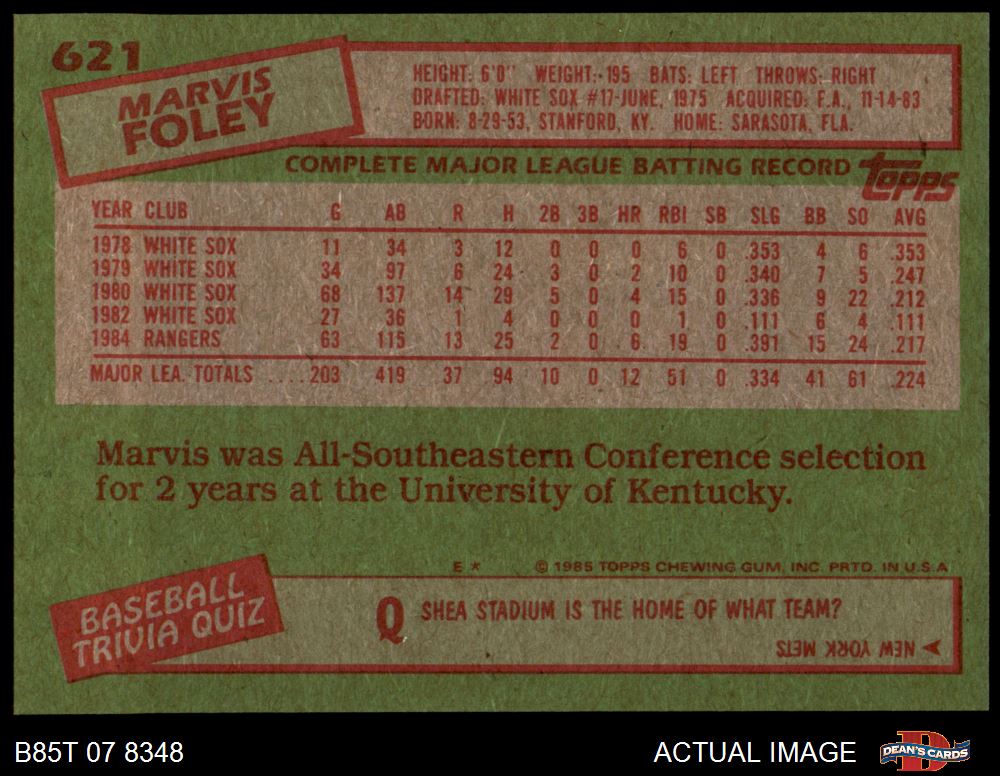 621
MARVIS
FOLEY
HEIGHT: 6'0" WEIGHT: 195 BATS: LEFT THROWS: RIGHT
DRAFTED: WHITE SOX #17-JUNE, 1975 ACQUIRED: F.A., 11-14-83
BORN: 8-29-53, STANFORD, KY. HOME: SARASOTA, FLA.
COMPLETE MAJOR LEAGUE BATTING RECORD Topps
YEAR CLUB G AB R H 2B 3B HR RBI SB SLG BB SO AVG
1978 WHITE SOX 11 34 3 12 0 0 0 6 0 .353 4 6 .353
1979 WHITE SOX 34 97 6 24 3 0 2 10 0 .340 7 5 .247
1980 WHITE SOX 68 137 14 29 5 0 4 15 0 .336 9 22 .212
1982 WHITE SOX 27 36 1 4 0 0 0 1 0 .111 6 4 .111
1984 RANGERS 63 115 13 25 2 0 6 19 0 .391 15 24 .217
MAJOR LEA. TOTALS ....203 419 37 94 10 0 12 51 0 .334 41 61 .224
Marvis was All-Southeastern Conference selection
for 2 years at the University of Kentucky.
E * © 1985 TOPPS CHEWING GUM, INC. PRTD. IN U.S.A
BASEBALL
TRIVIA QUIZ
Q SHEA STADIUM IS THE HOME OF WHAT TEAM?
NEW YORK METS
B85T 07 8348
ACTUAL IMAGE
D
DEAN'S CARDS